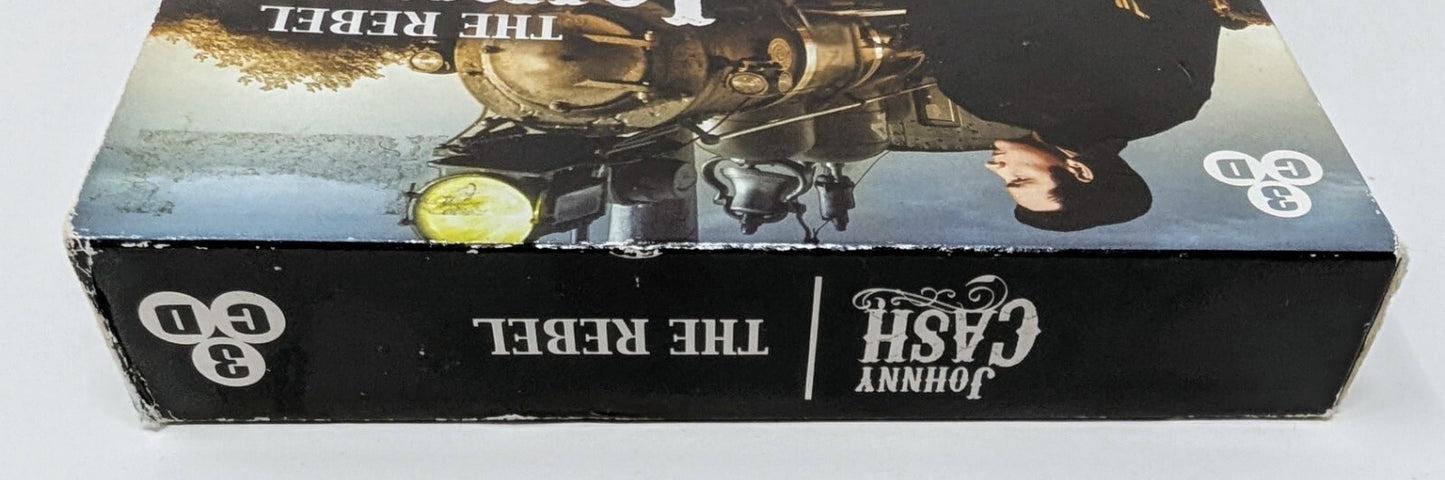 THE REBEL
3
CD
JOHNNY
CASH
THE REBEL
3
CD